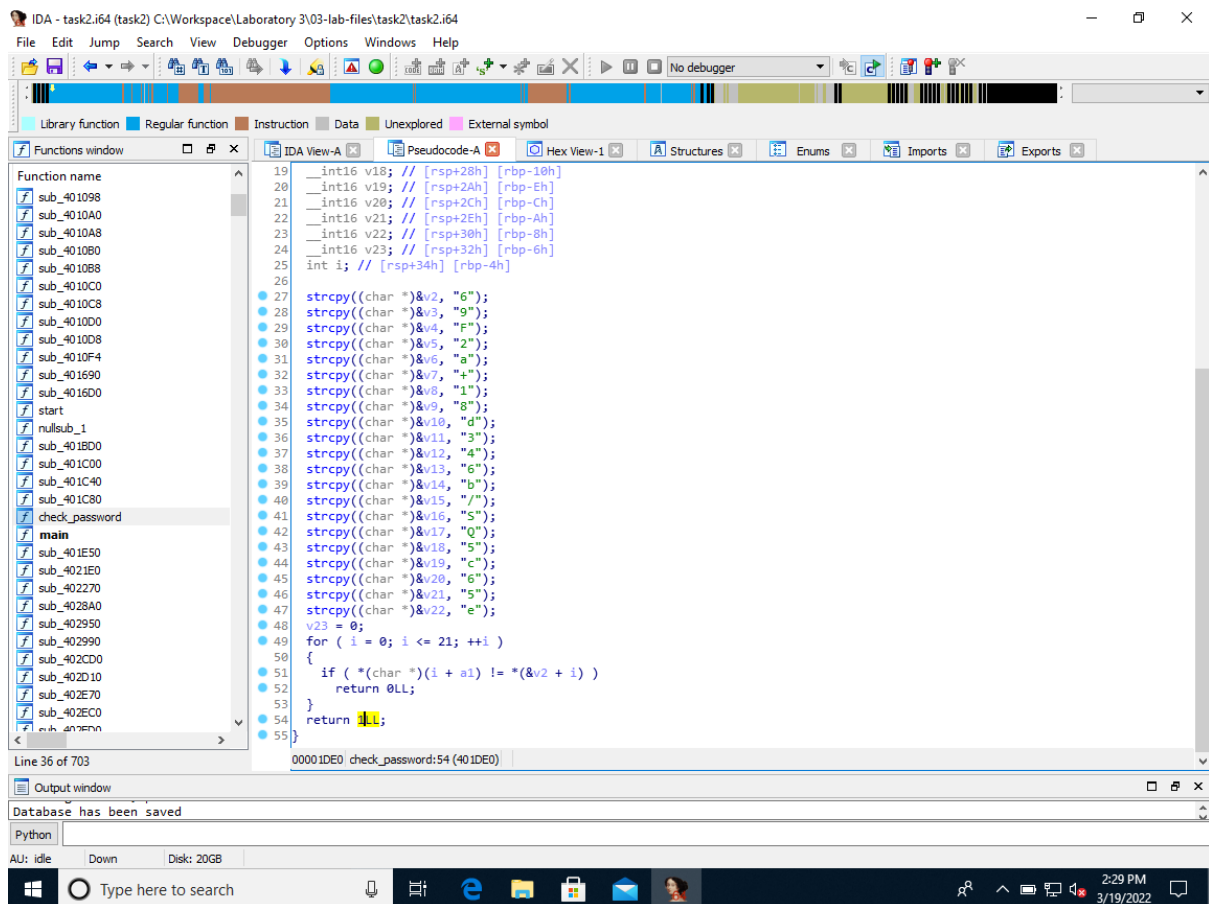 IDA - task2.i64 (task2) C:\Workspace\Laboratory 3\03-lab-files\task2\task2.i64
File Edit Jump Search View Debugger Options Windows Help
No debugger
Library function Regular function Instruction Data Unexplored External symbol
Functions window
IDA View-A Pseudocode-A Hex View-1 Structures Enums Imports Exports
Function name
sub_401098
sub_4010A0
sub_4010A8
sub_4010B0
sub_4010B8
sub_4010C0
sub_4010C8
sub_4010D0
sub_4010D8
sub_4010F4
sub_401690
sub_4016D0
start
nullsub_1
sub_401BD0
sub_401C00
sub_401C40
sub_401C80
check_password
main
sub_401E50
sub_4021E0
sub_402270
sub_4028A0
sub_402950
sub_402990
sub_402CD0
sub_402D10
sub_402E70
sub_402EC0
sub_402ED0
Line 36 of 703
19 __int16 v18; // [rsp+28h] [rbp-10h]
20 __int16 v19; // [rsp+2Ah] [rbp-Eh]
21 __int16 v20; // [rsp+2Ch] [rbp-Ch]
22 __int16 v21; // [rsp+2Eh] [rbp-Ah]
23 __int16 v22; // [rsp+30h] [rbp-8h]
24 __int16 v23; // [rsp+32h] [rbp-6h]
25 int i; // [rsp+34h] [rbp-4h]
26
27 strcpy((char *)&v2, "6");
28 strcpy((char *)&v3, "9");
29 strcpy((char *)&v4, "F");
30 strcpy((char *)&v5, "2");
31 strcpy((char *)&v6, "a");
32 strcpy((char *)&v7, "+");
33 strcpy((char *)&v8, "1");
34 strcpy((char *)&v9, "8");
35 strcpy((char *)&v10, "d");
36 strcpy((char *)&v11, "3");
37 strcpy((char *)&v12, "4");
38 strcpy((char *)&v13, "6");
39 strcpy((char *)&v14, "b");
40 strcpy((char *)&v15, "/");
41 strcpy((char *)&v16, "S");
42 strcpy((char *)&v17, "Q");
43 strcpy((char *)&v18, "5");
44 strcpy((char *)&v19, "c");
45 strcpy((char *)&v20, "6");
46 strcpy((char *)&v21, "5");
47 strcpy((char *)&v22, "e");
48 v23 = 0;
49 for ( i = 0; i <= 21; ++i )
50 {
51 if ( *(char *)(i + a1) != *(&v2 + i) )
52 return 0LL;
53 }
54 return 1LL;
55 }
00001DE0 check_password:54 (401DE0)
Output window
Database has been saved
Python
AU: idle Down Disk: 20GB
Type here to search
2:29 PM
3/19/2022